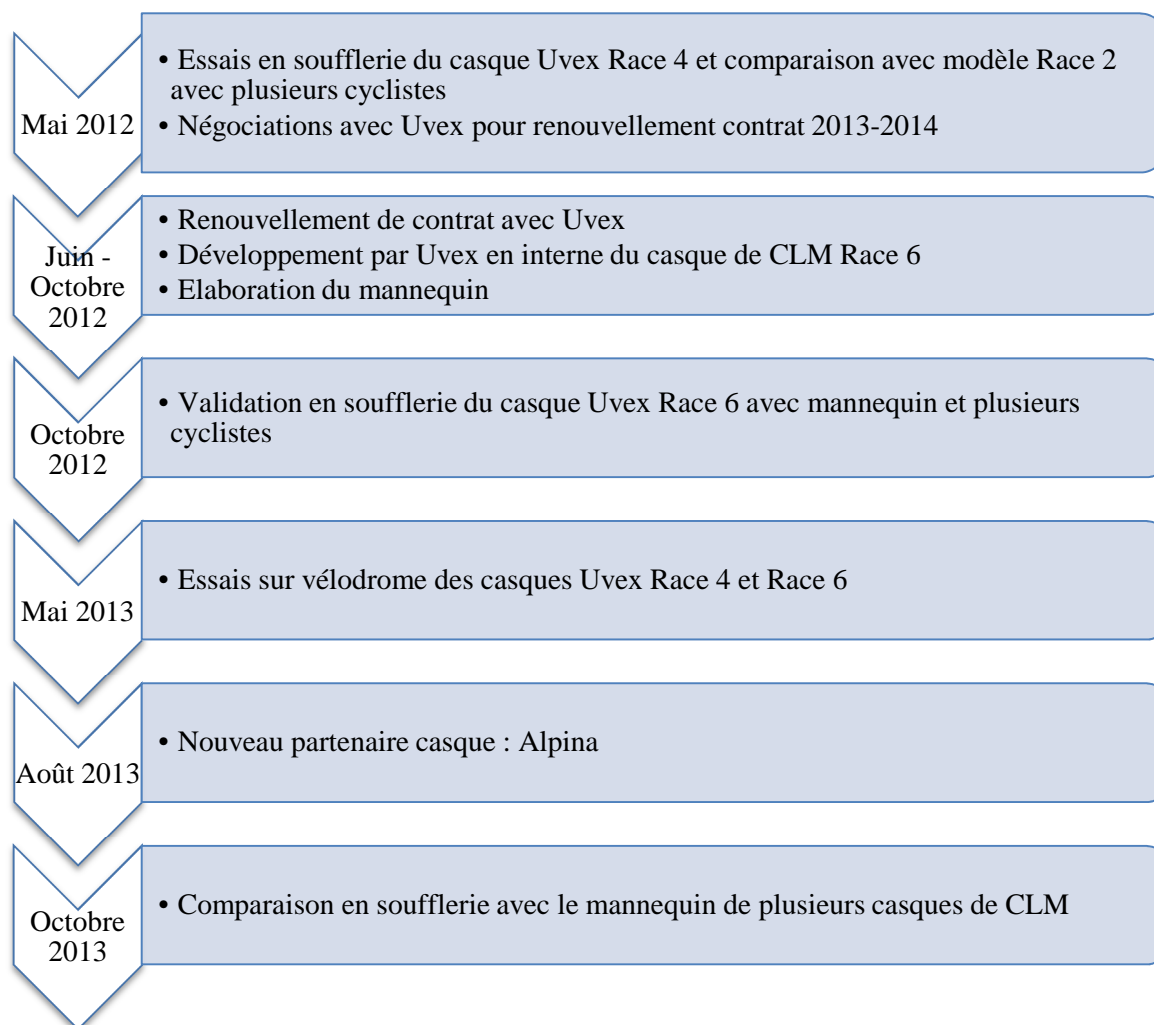 Mai 2012
• Essais en soufflerie du casque Uvex Race 4 et comparaison avec modèle Race 2
avec plusieurs cyclistes
• Négociations avec Uvex pour renouvellement contrat 2013-2014
Juin -
Octobre
2012
• Renouvellement de contrat avec Uvex
• Développement par Uvex en interne du casque de CLM Race 6
• Elaboration du mannequin
Octobre
2012
• Validation en soufflerie du casque Uvex Race 6 avec mannequin et plusieurs
cyclistes
Mai 2013
• Essais sur vélodrome des casques Uvex Race 4 et Race 6
Août 2013
• Nouveau partenaire casque : Alpina
Octobre
2013
• Comparaison en soufflerie avec le mannequin de plusieurs casques de CLM